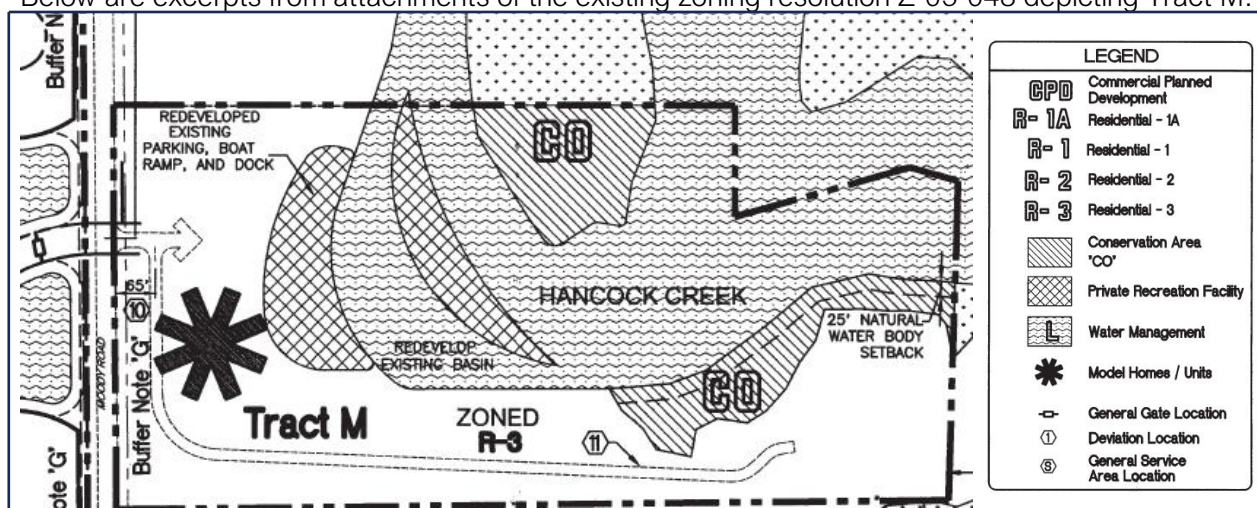 Below are excerpts from attachments of the existing zoning resolution Z-05-048 depicting Tract M.
Buffer N
REDEVELOPED
EXISTING
PARKING, BOAT
RAMP, AND DOCK
CO
65'
10
MOODY ROAD
Buffer Note 'G'
ote 'G'
HANCOCK CREEK
REDEVELOP
EXISTING BASIN
25' NATURAL
WATER BODY
SETBACK
CO
Tract M
ZONED
R-3
11
LEGEND
CPD Commercial Planned
Development
R-1A Residential - 1A
R-1 Residential - 1
R-2 Residential - 2
R-3 Residential - 3
Conservation Area
"CO"
Private Recreation Facility
L Water Management
Model Homes / Units
General Gate Location
1 Deviation Location
S General Service
Area Location